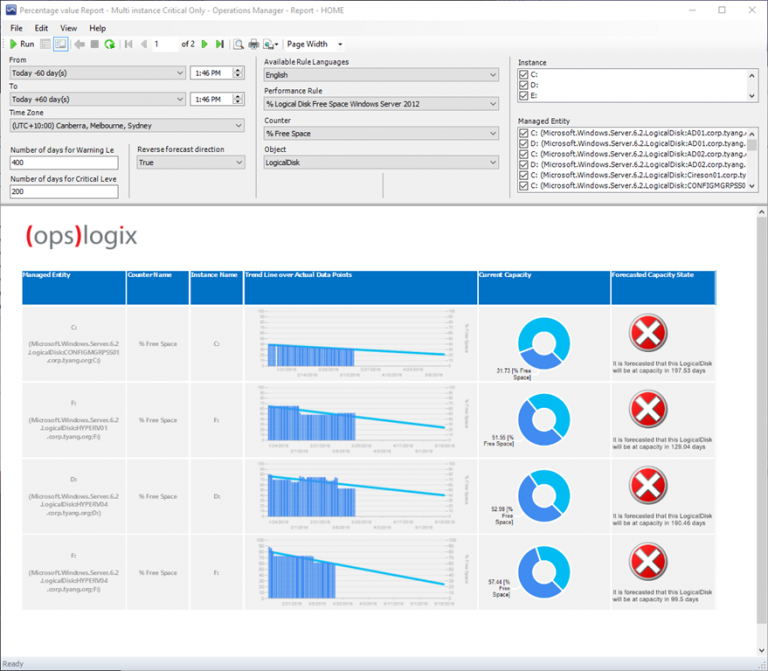 Percentage value Report - Multi instance Critical Only - Operations Manager - Report - HOME
File Edit View Help
Run 1 of 2 Page Width
From
Today -60 day(s) 1:46 PM
To
Today +60 day(s) 1:46 PM
Time Zone
(UTC+10:00) Canberra, Melbourne, Sydney
Number of days for Warning Le
400
Number of days for Critical Leve
200
Reverse forecast direction
True
Available Rule Languages
English
Performance Rule
% Logical Disk Free Space Windows Server 2012
Counter
% Free Space
Object
LogicalDisk
Instance
C:
D:
E:
Managed Entity
C: (Microsoft.Windows.Server.6.2.LogicalDisk:AD01.corp.tyang.
D: (Microsoft.Windows.Server.6.2.LogicalDisk:AD01.corp.tyang.
C: (Microsoft.Windows.Server.6.2.LogicalDisk:AD02.corp.tyang.
D: (Microsoft.Windows.Server.6.2.LogicalDisk:AD02.corp.tyang.
C: (Microsoft.Windows.Server.6.2.LogicalDisk:Cireson01.corp.ty
C: (Microsoft.Windows.Server.6.2.LogicalDisk:CONFIGMGRPSS0
(ops)logix
Managed Entity Counter Name Instance Name Trend Line over Actual Data Points Current Capacity Forecasted Capacity State
C:
(Microsoft.Windows.Server.6.2
.LogicalDisk:CONFIGMGRPSS01
.corp.tyang.org:C:)
% Free Space
C:
% Free Space
31.73 [% Free
Space]
It is forecasted that this LogicalDisk
will be at capacity in 197.53 days
F:
(Microsoft.Windows.Server.6.2
.LogicalDisk:HYPERV01
.corp.tyang.org:F:)
% Free Space
F:
% Free Space
51.55 [%
Free Space]
It is forecasted that this LogicalDisk
will be at capacity in 129.04 days
D:
(Microsoft.Windows.Server.6.2
.LogicalDisk:HYPERV04
.corp.tyang.org:D:)
% Free Space
D:
% Free Space
52.98 [%
Free
Space]
It is forecasted that this LogicalDisk
will be at capacity in 190.46 days
F:
(Microsoft.Windows.Server.6.2
.LogicalDisk:HYPERV04
.corp.tyang.org:F:)
% Free Space
F:
% Free Space
57.44 [%
Free
Space]
It is forecasted that this LogicalDisk
will be at capacity in 99.5 days
Ready